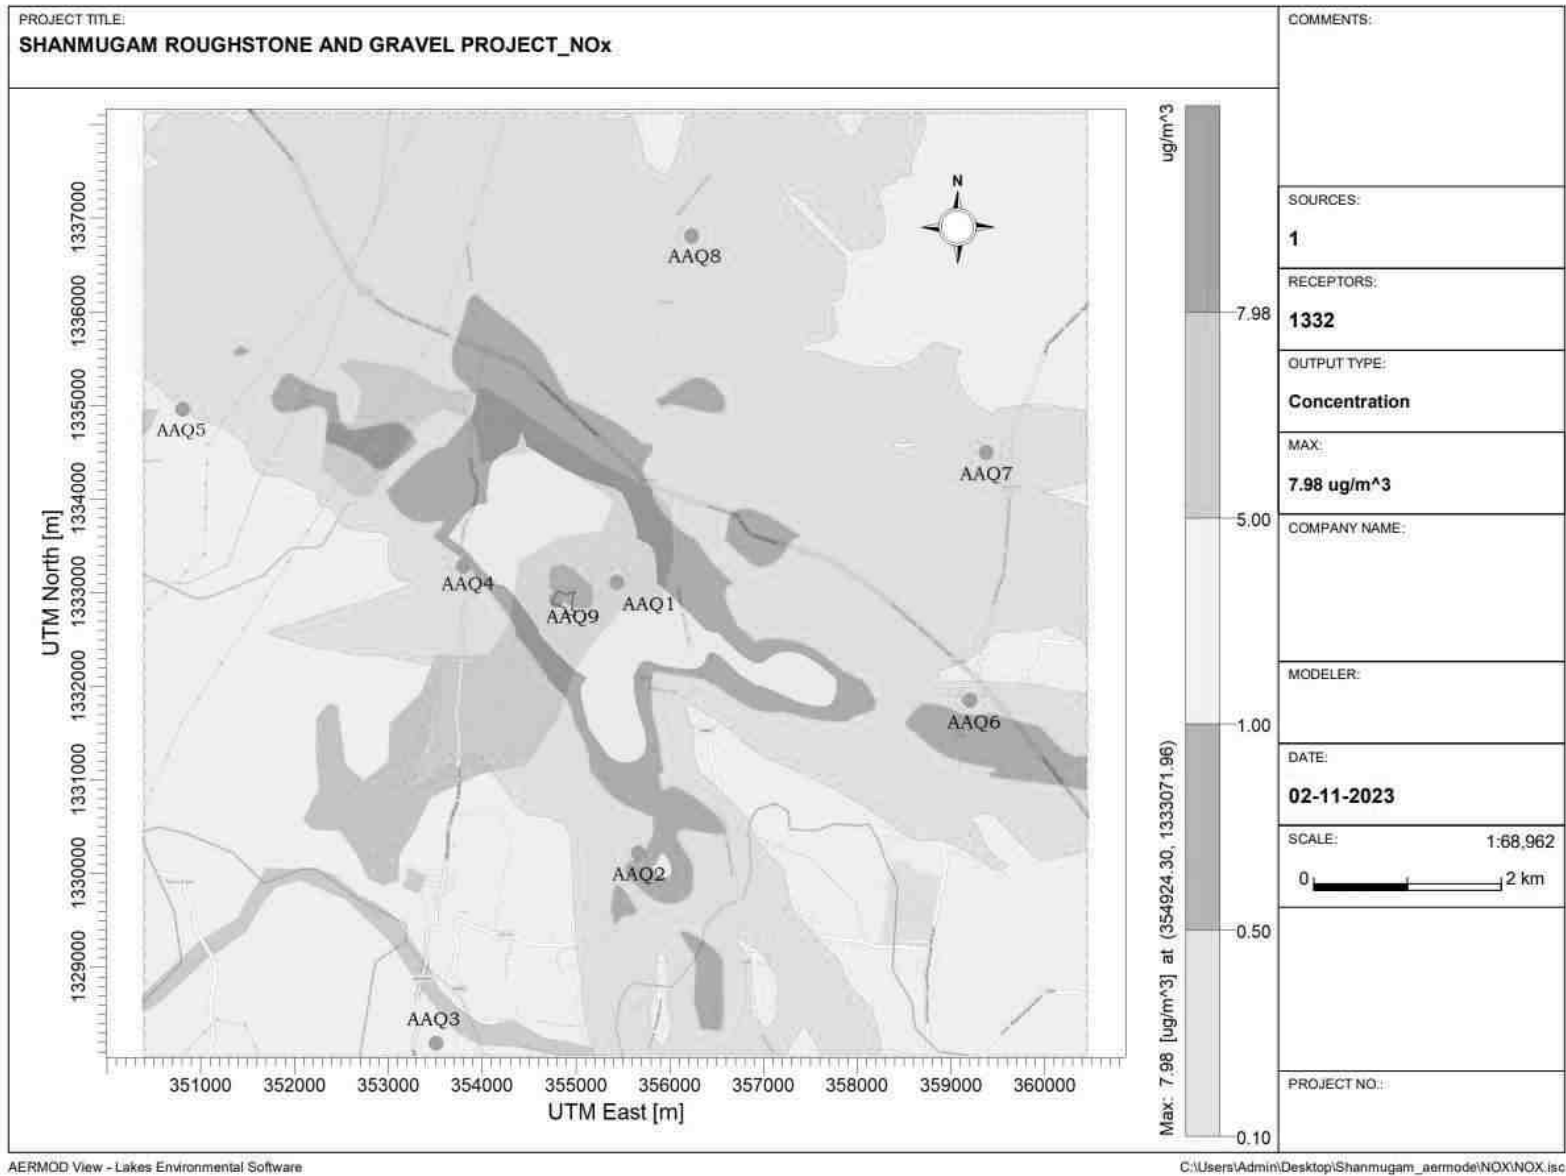 PROJECT TITLE:
SHANMUGAM ROUGHSTONE AND GRAVEL PROJECT_NOx
COMMENTS:
SOURCES:
1
RECEPTORS:
1332
OUTPUT TYPE:
Concentration
MAX:
7.98 ug/m^3
COMPANY NAME:
MODELER:
DATE:
02-11-2023
SCALE: 1:68,962
0 2 km
PROJECT NO.:
UTM North [m]
1337000
1336000
1335000
1334000
1333000
1332000
1331000
1330000
1329000
N
AAQ8
AAQ5
AAQ7
AAQ4
AAQ9
AAQ1
AAQ6
AAQ2
AAQ3
351000 352000 353000 354000 355000 356000 357000 358000 359000 360000
UTM East [m]
ug/m^3
7.98
5.00
1.00
0.50
0.10
Max: 7.98 [ug/m^3] at (354924.30, 1333071.96)
AERMOD View - Lakes Environmental Software
C:\Users\Admin\Desktop\Shanmugam_aermode\NOX\NOX.isc